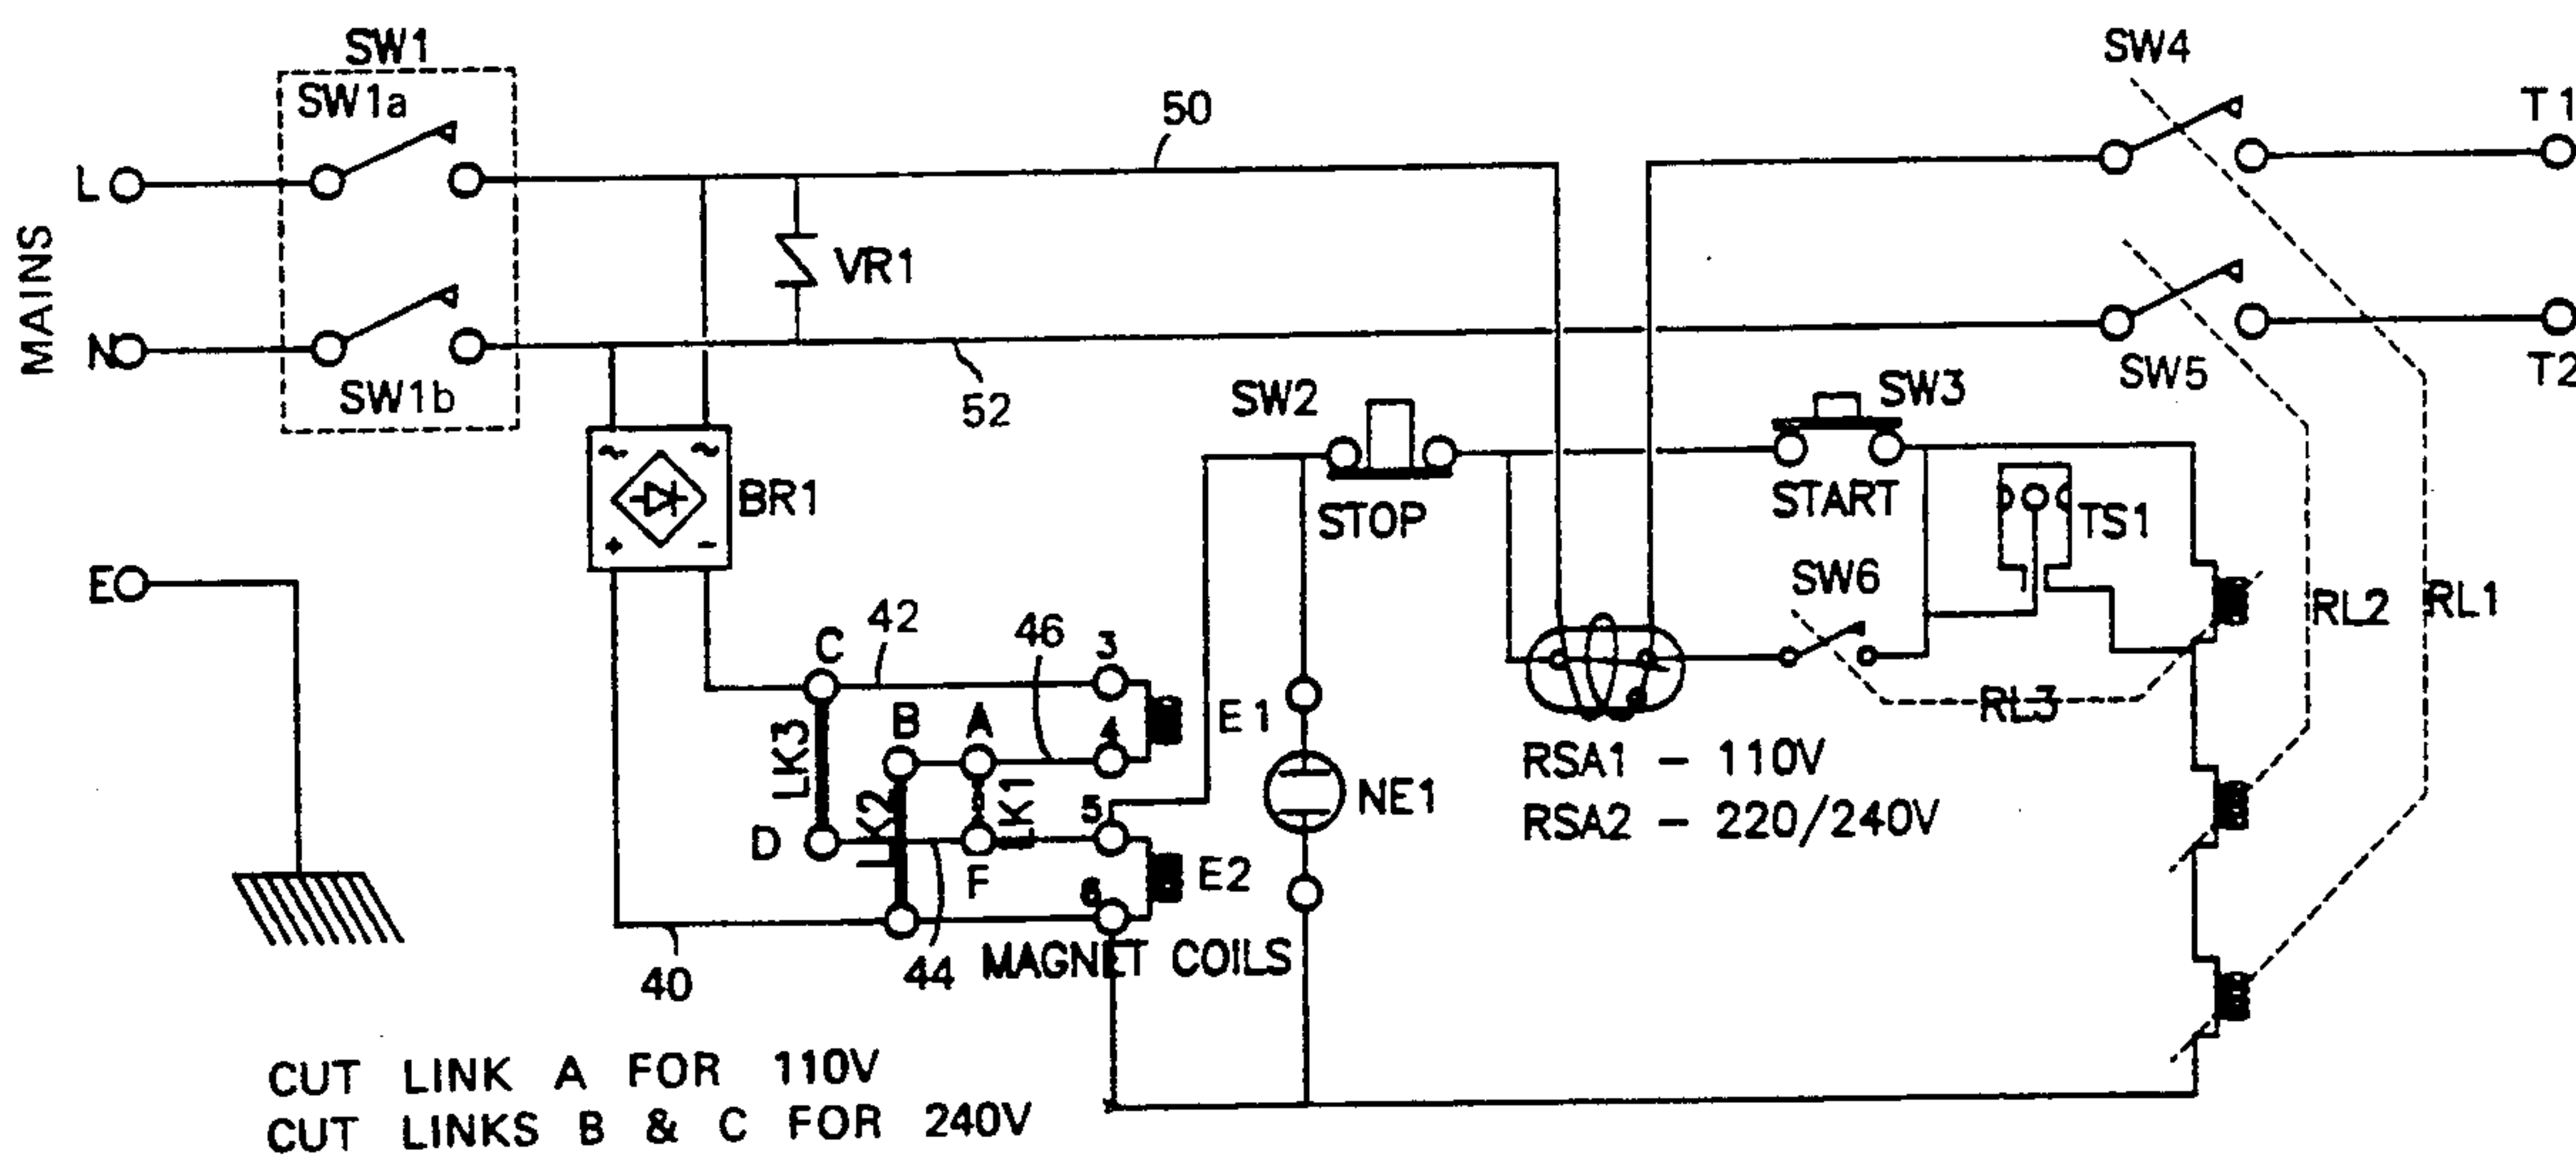 SW1
SW1a
SW4
T1
50
L
VR1
MAINS
N
SW1b
52
SW2
SW3
SW5
T2
~ ~
BR1
+ -
STOP
START
TS1
E
SW6
RL2
RL1
42
46
3
C
E1
RL3
B
A
4
LK3
RSA1 - 110V
NE1
LK2
LK1
5
RSA2 - 220/240V
D
F
E2
6
40
44
MAGNET COILS
CUT LINK A FOR 110V
CUT LINKS B & C FOR 240V